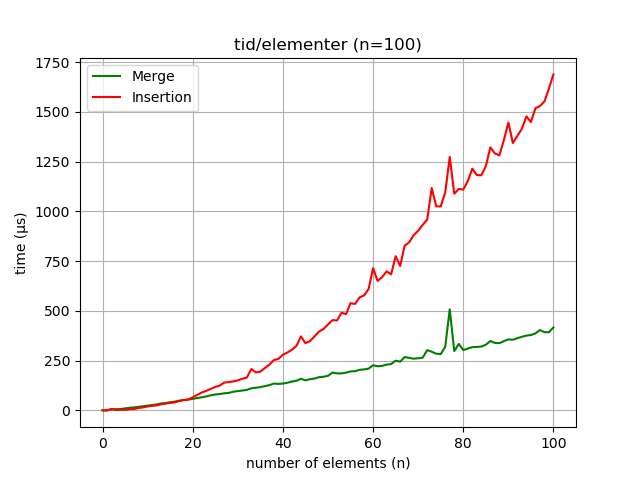 tid/elementer (n=100)
Merge
Insertion
time (µs)
1750
1500
1250
1000
750
500
250
0
0 20 40 60 80 100
number of elements (n)